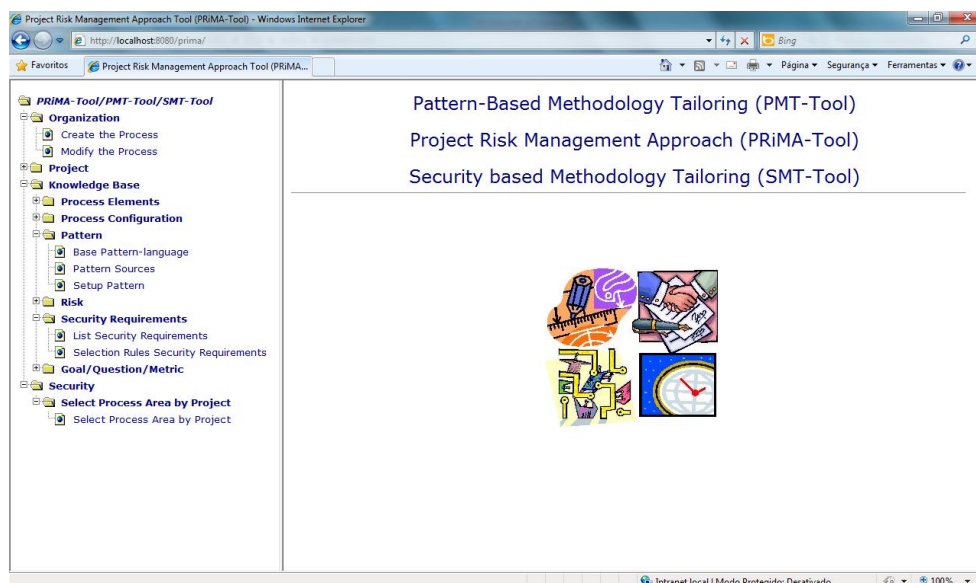 Project Risk Management Approach Tool (PRiMA-Tool) - Windows Internet Explorer
http://localhost:8080/prima/
Bing
Favoritos
Project Risk Management Approach Tool (PRiMA...
Página
Segurança
Ferramentas
PRiMA-Tool/PMT-Tool/SMT-Tool
Organization
Create the Process
Modify the Process
Project
Knowledge Base
Process Elements
Process Configuration
Pattern
Base Pattern-language
Pattern Sources
Setup Pattern
Risk
Security Requirements
List Security Requirements
Selection Rules Security Requirements
Goal/Question/Metric
Security
Select Process Area by Project
Select Process Area by Project
Pattern-Based Methodology Tailoring (PMT-Tool)
Project Risk Management Approach (PRiMA-Tool)
Security based Methodology Tailoring (SMT-Tool)
Intranet local | Modo Protegido: Desativado
100%